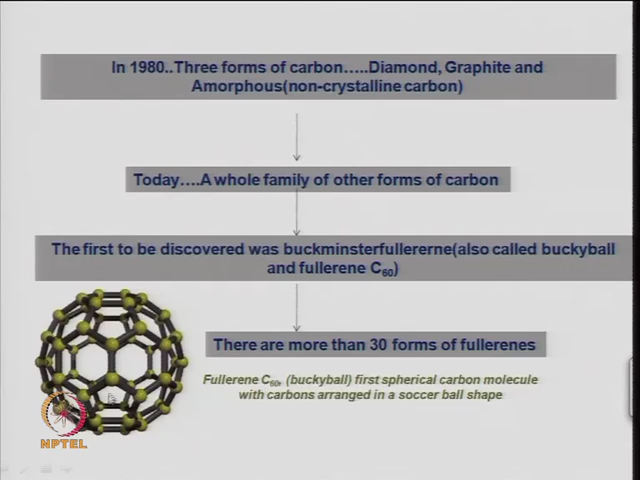 In 1980..Three forms of carbon…..Diamond, Graphite and
Amorphous(non-crystalline carbon)
Today….A whole family of other forms of carbon
The first to be discovered was buckminsterfullererne(also called buckyball
and fullerene C60)
There are more than 30 forms of fullerenes
Fullerene C60, (buckyball) first spherical carbon molecule
with carbons arranged in a soccer ball shape
NPTEL